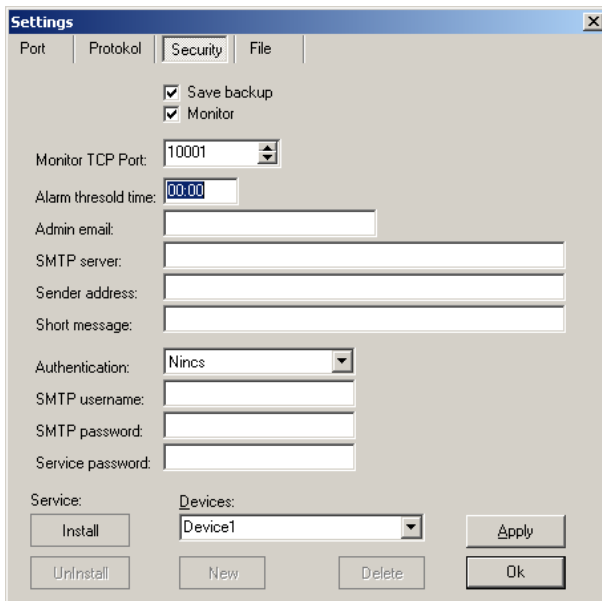 Settings
Port Protokol Security File
Save backup
Monitor
Monitor TCP Port: 10001
Alarm thresold time: 00:00
Admin email:
SMTP server:
Sender address:
Short message:
Authentication: Nincs
SMTP username:
SMTP password:
Service password:
Service: Devices:
Install Device1 Apply
UnInstall New Delete Ok